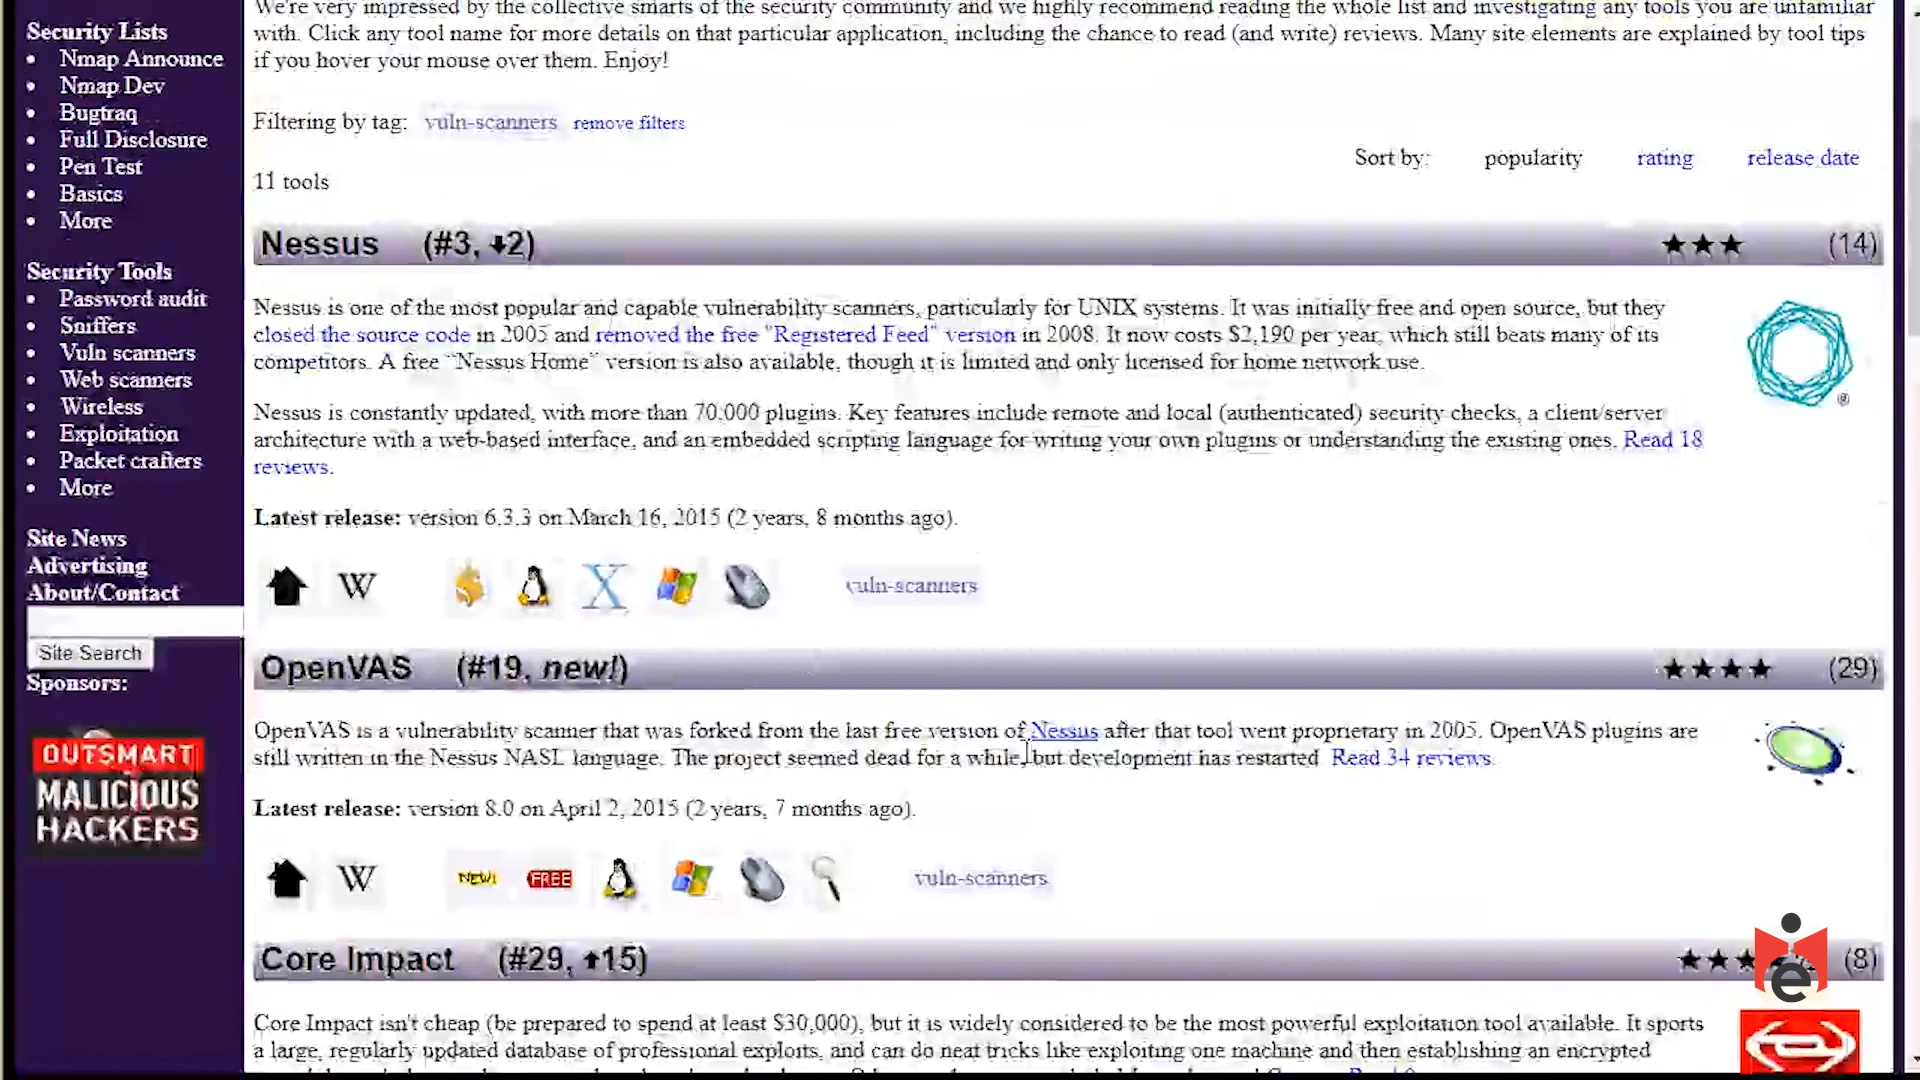 We're very impressed by the collective smarts of the security community and we highly recommend reading the whole list and investigating any tools you are unfamiliar
with. Click any tool name for more details on that particular application, including the chance to read (and write) reviews. Many site elements are explained by tool tips
if you hover your mouse over them. Enjoy!
Filtering by tag: vuln-scanners remove filters
Sort by: popularity rating release date
11 tools
Security Lists
Nmap Announce
Nmap Dev
Bugtraq
Full Disclosure
Pen Test
Basics
More
Security Tools
Password audit
Sniffers
Vuln scanners
Web scanners
Wireless
Exploitation
Packet crafters
More
Site News
Advertising
About/Contact
Site Search
Sponsors:
OUTSMART
MALICIOUS
HACKERS
Nessus (#3, ⬇2) ★★★ (14)
Nessus is one of the most popular and capable vulnerability scanners, particularly for UNIX systems. It was initially free and open source, but they
closed the source code in 2005 and removed the free "Registered Feed" version in 2008. It now costs $2,190 per year, which still beats many of its
competitors. A free "Nessus Home" version is also available, though it is limited and only licensed for home network use.
Nessus is constantly updated, with more than 70,000 plugins. Key features include remote and local (authenticated) security checks, a client/server
architecture with a web-based interface, and an embedded scripting language for writing your own plugins or understanding the existing ones. Read 18
reviews.
Latest release: version 6.3.3 on March 16, 2015 (2 years, 8 months ago).
W X vuln-scanners
OpenVAS (#19, new!) ★★★★ (29)
OpenVAS is a vulnerability scanner that was forked from the last free version of Nessus after that tool went proprietary in 2005. OpenVAS plugins are
still written in the Nessus NASL language. The project seemed dead for a while, but development has restarted Read 34 reviews.
Latest release: version 8.0 on April 2, 2015 (2 years, 7 months ago).
W NEW! FREE vuln-scanners
Core Impact (#29, ⬆15) (8)
Core Impact isn't cheap (be prepared to spend at least $30,000), but it is widely considered to be the most powerful exploitation tool available. It sports
a large, regularly updated database of professional exploits, and can do neat tricks like exploiting one machine and then establishing an encrypted